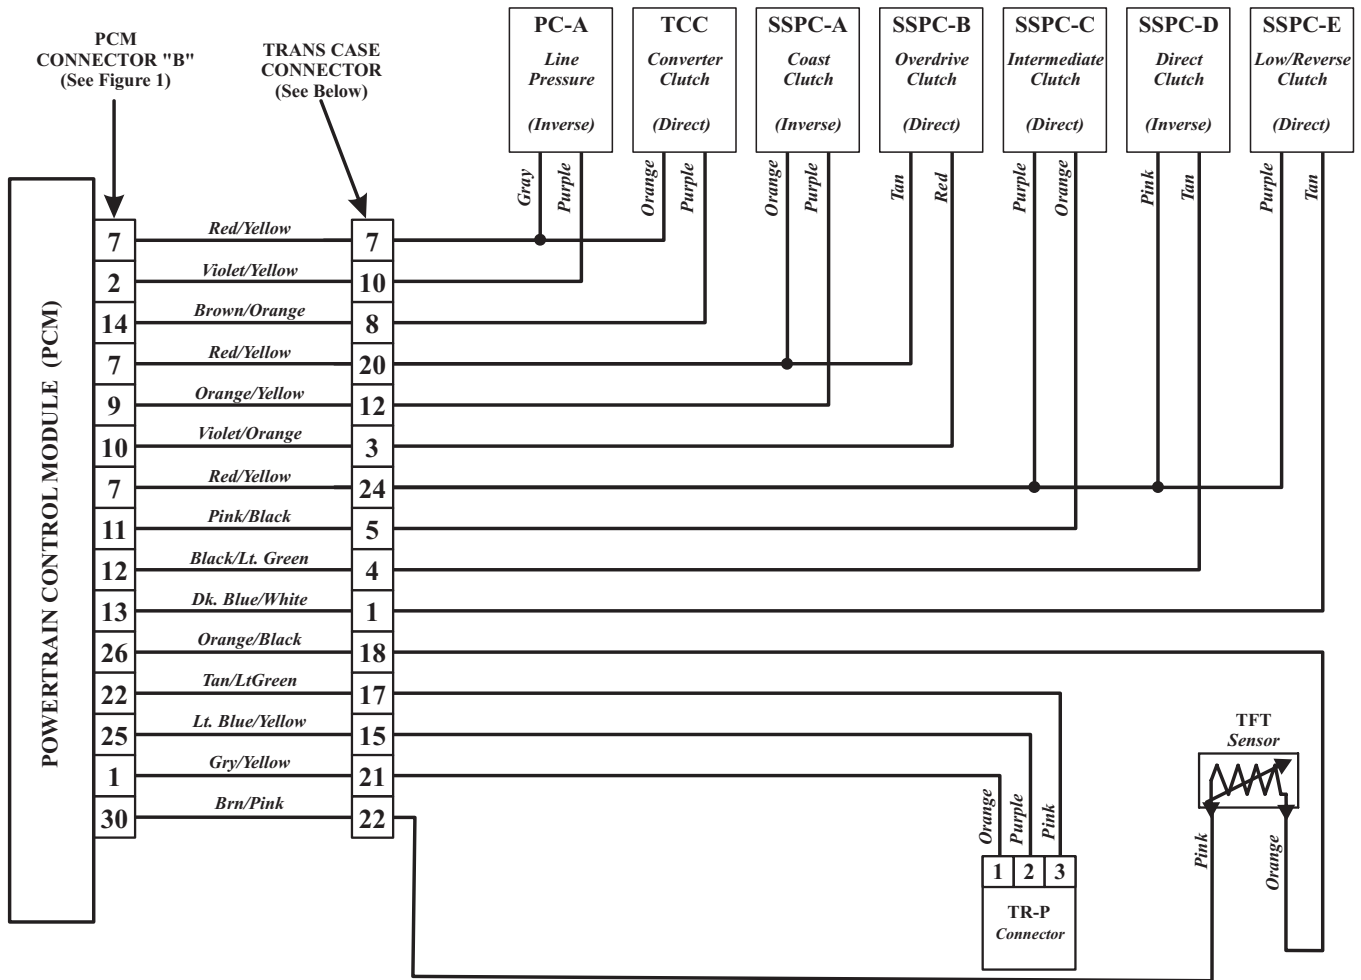 PCM
CONNECTOR "B"
(See Figure 1)
TRANS CASE
CONNECTOR
(See Below)
PC-A
Line
Pressure
(Inverse)
TCC
Converter
Clutch
(Direct)
SSPC-A
Coast
Clutch
(Inverse)
SSPC-B
Overdrive
Clutch
(Direct)
SSPC-C
Intermediate
Clutch
(Direct)
SSPC-D
Direct
Clutch
(Inverse)
SSPC-E
Low/Reverse
Clutch
(Direct)
Gray
Purple
Orange
Purple
Orange
Purple
Tan
Red
Purple
Orange
Pink
Tan
Purple
Tan
POWERTRAIN CONTROL MODULE (PCM)
7 Red/Yellow 7
2 Violet/Yellow 10
14 Brown/Orange 8
7 Red/Yellow 20
9 Orange/Yellow 12
10 Violet/Orange 3
7 Red/Yellow 24
11 Pink/Black 5
12 Black/Lt. Green 4
13 Dk. Blue/White 1
26 Orange/Black 18
22 Tan/LtGreen 17
25 Lt. Blue/Yellow 15
1 Gry/Yellow 21
30 Brn/Pink 22
TFT
Sensor
Pink
Orange
Orange
Purple
Pink
1 2 3
TR-P
Connector